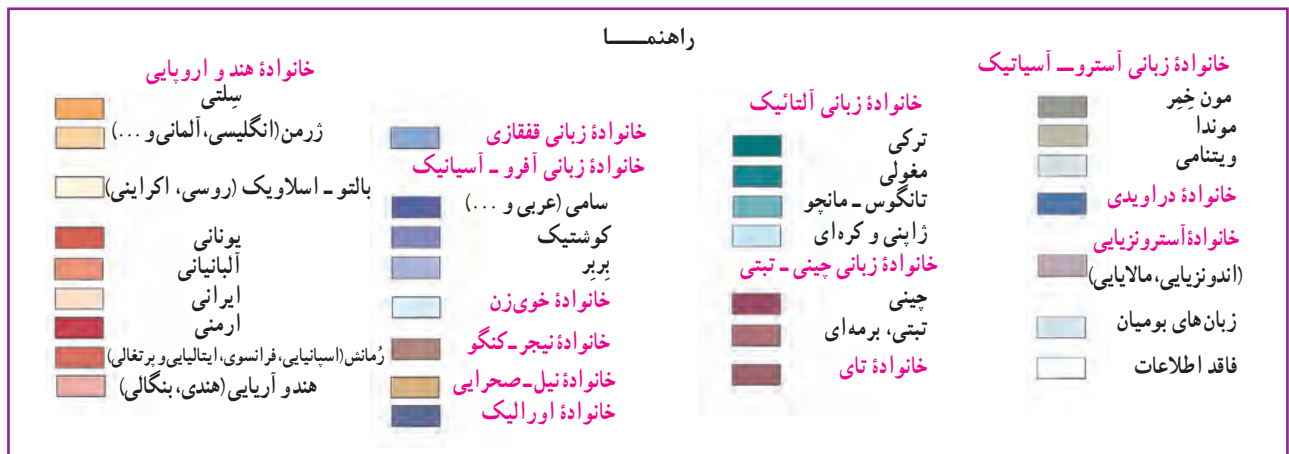 راهنمــــا
خانوادهٔ زبانی آسترو ـ آسیاتیک
مون خِمِر
موندا
ویتنامی
خانوادهٔ دراویدی
خانوادهٔ آسترونزیایی
(اندونزیایی، مالایایی)
زبان‌های بومیان
فاقد اطلاعات
خانوادهٔ زبانی آلتائیک
ترکی
مغولی
تانگوس ـ مانچو
ژاپنی و کره‌ای
خانوادهٔ زبانی چینی ـ تبتی
چینی
تبتی، برمه‌ای
خانوادهٔ تای
خانوادهٔ زبانی قفقازی
خانوادهٔ زبانی آفرو ـ آسیانیک
سامی (عربی و ...)
کوشتیک
بِربِر
خانوادهٔ خوی‌زن
خانوادهٔ نیجر ـ کنگو
خانوادهٔ نیل ـ صحرایی
خانوادهٔ اورالیک
خانوادهٔ هند و اروپایی
سِلتی
ژرمن (انگلیسی، آلمانی و ...)
بالتو ـ اسلاویک (روسی، اکراینی)
یونانی
آلبانیانی
ایرانی
ارمنی
رُمانش (اسپانیایی، فرانسوی، ایتالیایی و پرتغالی)
هند و آریایی (هندی، بنگالی)